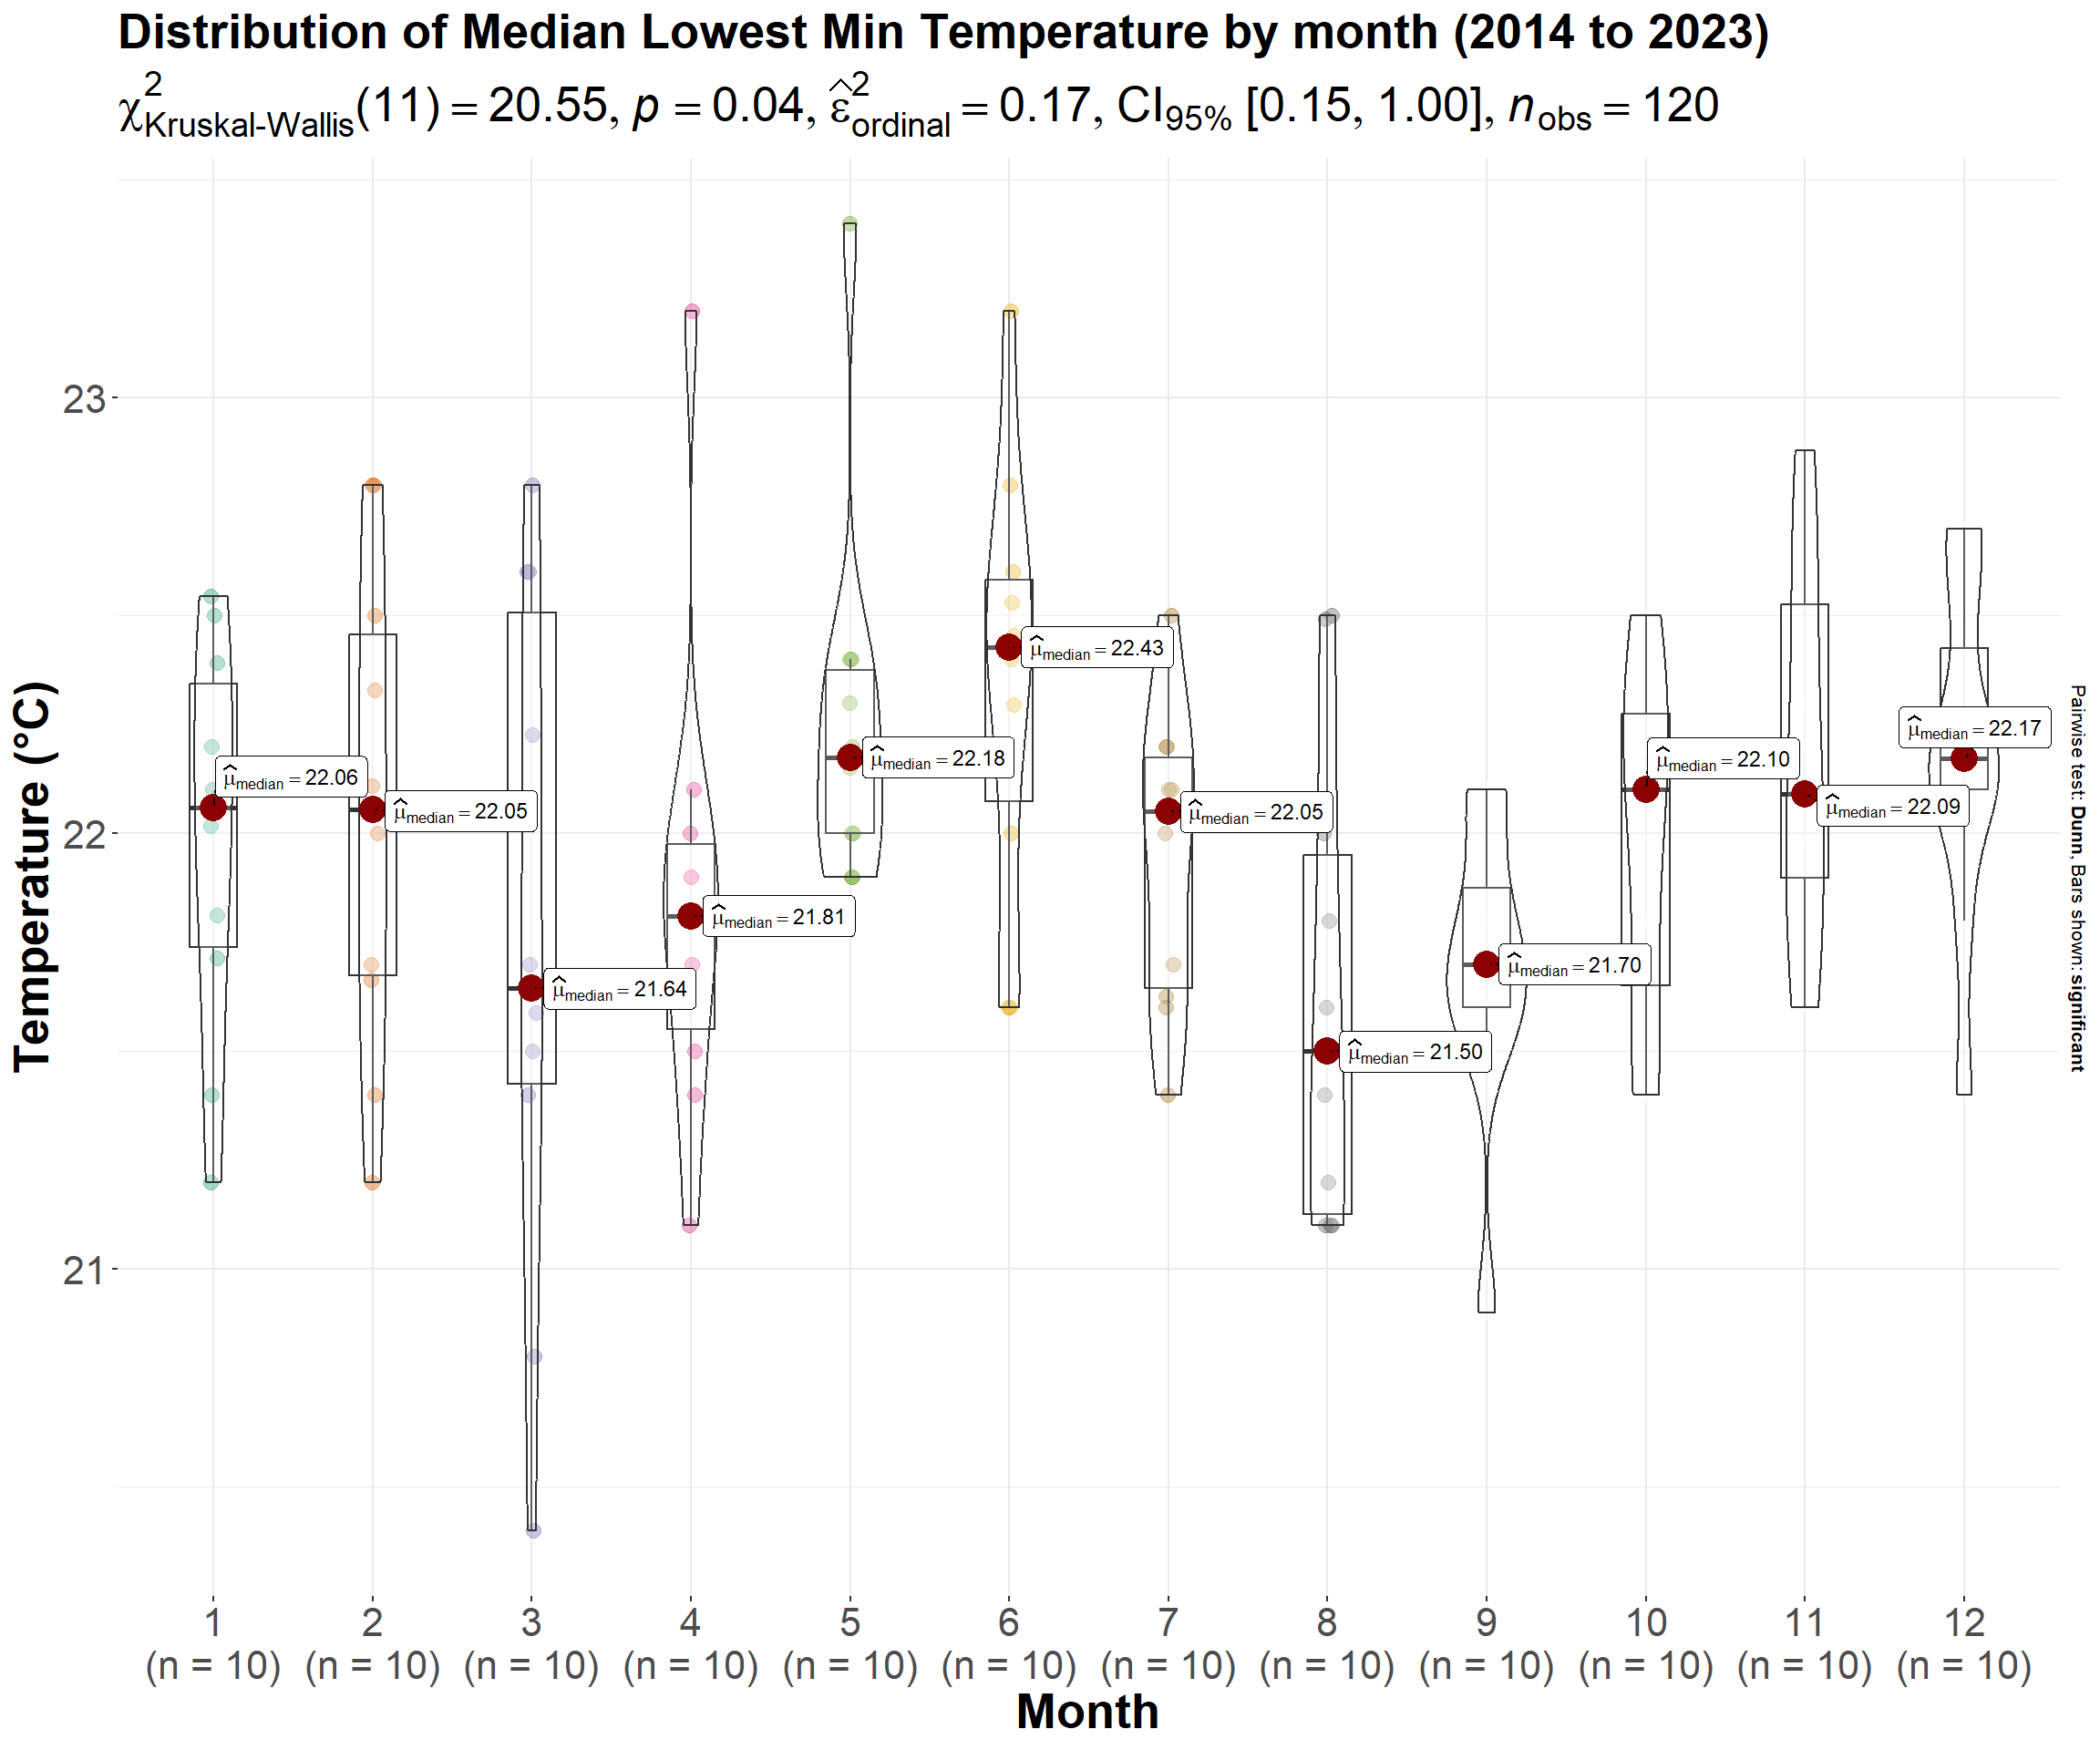 Distribution of Median Lowest Min Temperature by month (2014 to 2023)
χ²Kruskal-Wallis(11) = 20.55, p = 0.04, ε̂²ordinal = 0.17, CI95% [0.15, 1.00], nobs = 120
Temperature (°C)
23
22
21
μ̂median = 22.06
μ̂median = 22.05
μ̂median = 21.64
μ̂median = 21.81
μ̂median = 22.18
μ̂median = 22.43
μ̂median = 22.05
μ̂median = 21.50
μ̂median = 21.70
μ̂median = 22.10
μ̂median = 22.09
μ̂median = 22.17
Pairwise test: Dunn, Bars shown: significant
1 2 3 4 5 6 7 8 9 10 11 12
(n = 10) (n = 10) (n = 10) (n = 10) (n = 10) (n = 10) (n = 10) (n = 10) (n = 10) (n = 10) (n = 10) (n = 10)
Month